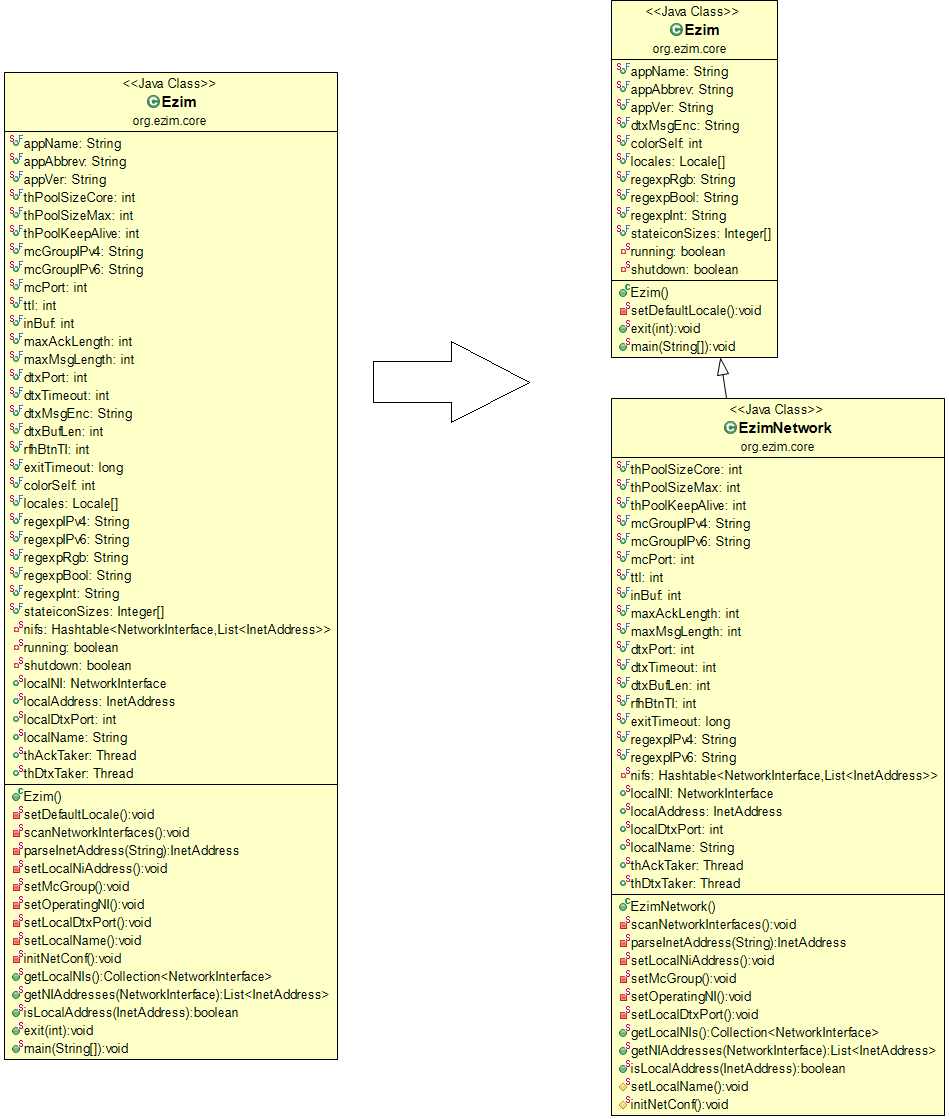 <<Java Class>>
Ezim
org.ezim.core
appName: String
appAbbrev: String
appVer: String
thPoolSizeCore: int
thPoolSizeMax: int
thPoolKeepAlive: int
mcGroupIPv4: String
mcGroupIPv6: String
mcPort: int
ttl: int
inBuf: int
maxAckLength: int
maxMsgLength: int
dtxPort: int
dtxTimeout: int
dtxMsgEnc: String
dtxBufLen: int
rfhBtnTI: int
exitTimeout: long
colorSelf: int
locales: Locale[]
regexpIPv4: String
regexpIPv6: String
regexpRgb: String
regexpBool: String
regexpInt: String
stateiconSizes: Integer[]
nifs: Hashtable<NetworkInterface,List<InetAddress>>
running: boolean
shutdown: boolean
localNI: NetworkInterface
localAddress: InetAddress
localDtxPort: int
localName: String
thAckTaker: Thread
thDtxTaker: Thread
Ezim()
setDefaultLocale():void
scanNetworkInterfaces():void
parseInetAddress(String):InetAddress
setLocalNiAddress():void
setMcGroup():void
setOperatingNI():void
setLocalDtxPort():void
setLocalName():void
initNetConf():void
getLocalNIs():Collection<NetworkInterface>
getNIAddresses(NetworkInterface):List<InetAddress>
isLocalAddress(InetAddress):boolean
exit(int):void
main(String[]):void
<<Java Class>>
Ezim
org.ezim.core
appName: String
appAbbrev: String
appVer: String
dtxMsgEnc: String
colorSelf: int
locales: Locale[]
regexpRgb: String
regexpBool: String
regexpInt: String
stateiconSizes: Integer[]
running: boolean
shutdown: boolean
Ezim()
setDefaultLocale():void
exit(int):void
main(String[]):void
<<Java Class>>
EzimNetwork
org.ezim.core
thPoolSizeCore: int
thPoolSizeMax: int
thPoolKeepAlive: int
mcGroupIPv4: String
mcGroupIPv6: String
mcPort: int
ttl: int
inBuf: int
maxAckLength: int
maxMsgLength: int
dtxPort: int
dtxTimeout: int
dtxBufLen: int
rfhBtnTI: int
exitTimeout: long
regexpIPv4: String
regexpIPv6: String
nifs: Hashtable<NetworkInterface,List<InetAddress>>
localNI: NetworkInterface
localAddress: InetAddress
localDtxPort: int
localName: String
thAckTaker: Thread
thDtxTaker: Thread
EzimNetwork()
scanNetworkInterfaces():void
parseInetAddress(String):InetAddress
setLocalNiAddress():void
setMcGroup():void
setOperatingNI():void
setLocalDtxPort():void
getLocalNIs():Collection<NetworkInterface>
getNIAddresses(NetworkInterface):List<InetAddress>
isLocalAddress(InetAddress):boolean
setLocalName():void
initNetConf():void